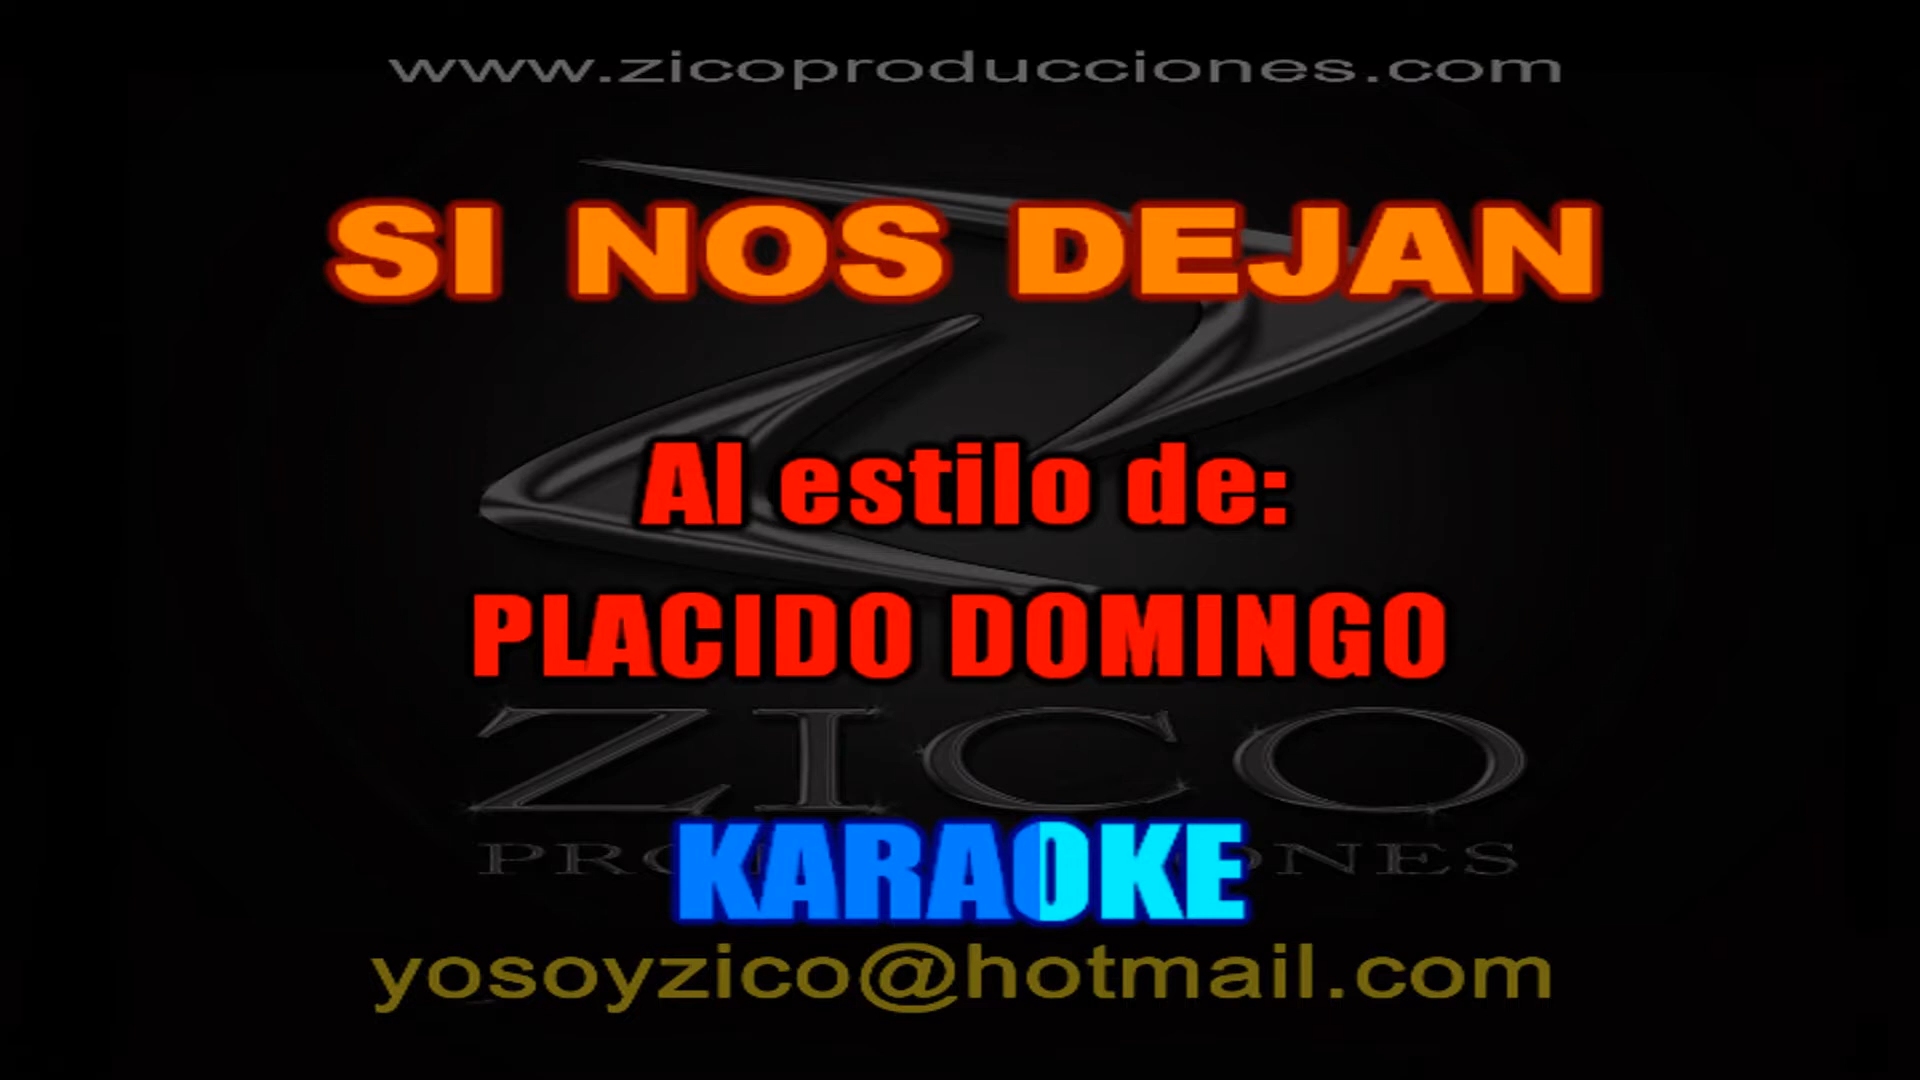 www.zicoproducciones.com
SI NOS DEJAN
Al estilo de:
PLACIDO DOMINGO
ZICO
KARAOKE
yosoyzico@hotmail.com